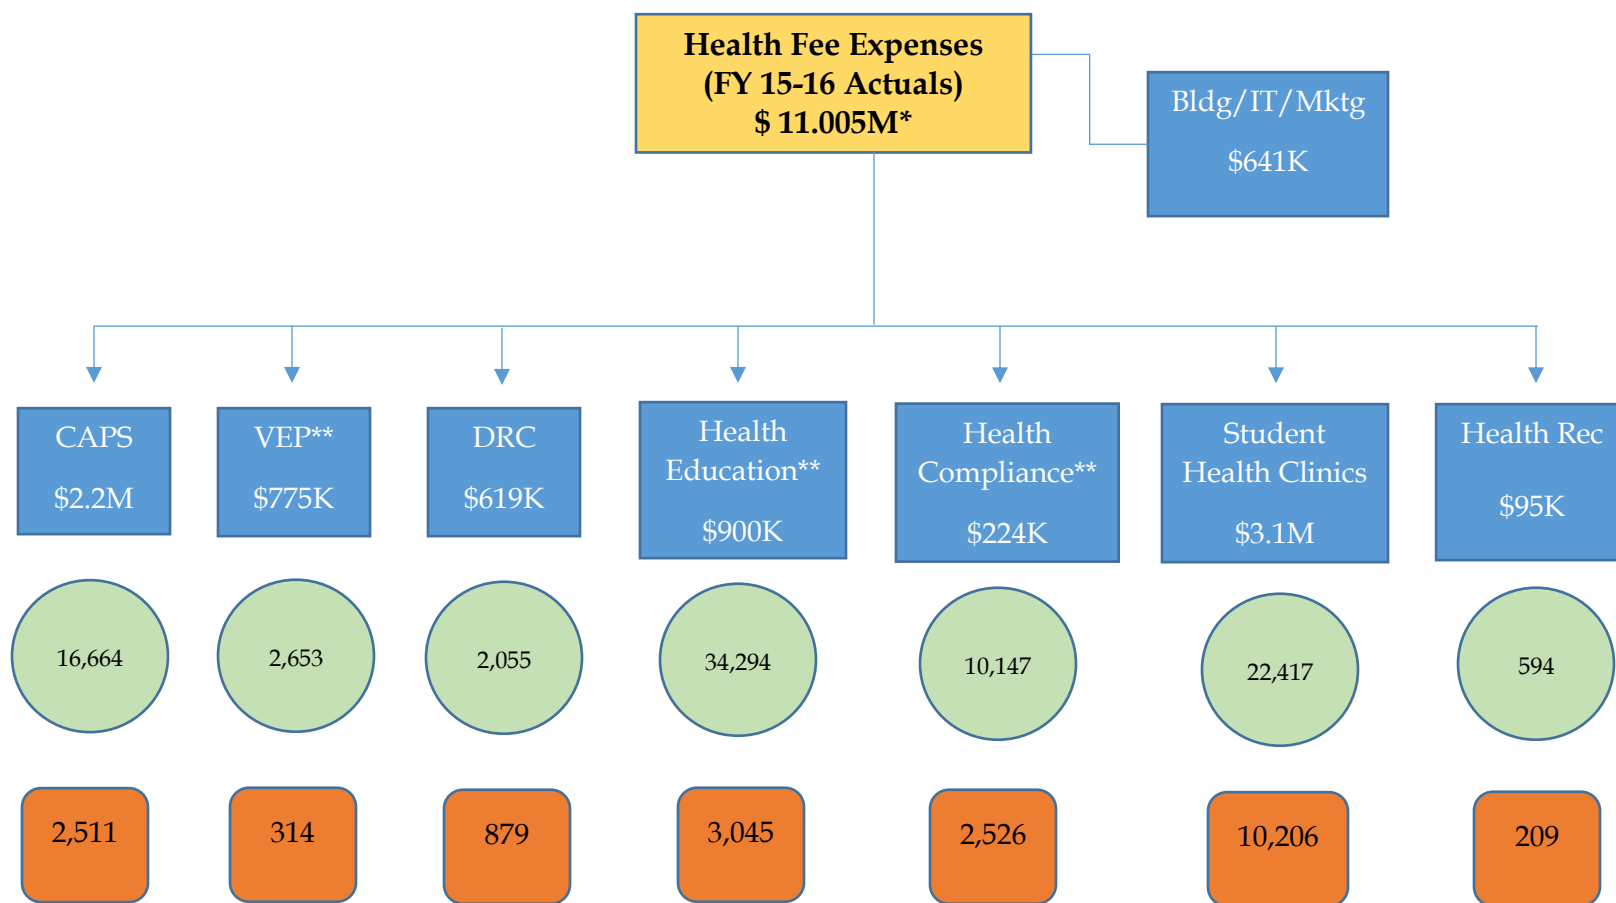 Health Fee Expenses
(FY 15-16 Actuals)
$ 11.005M*
Bldg/IT/Mktg
$641K
CAPS
$2.2M
VEP**
$775K
DRC
$619K
Health
Education**
$900K
Health
Compliance**
$224K
Student
Health Clinics
$3.1M
Health Rec
$95K
16,664
2,653
2,055
34,294
10,147
22,417
594
2,511
314
879
3,045
2,526
10,206
209